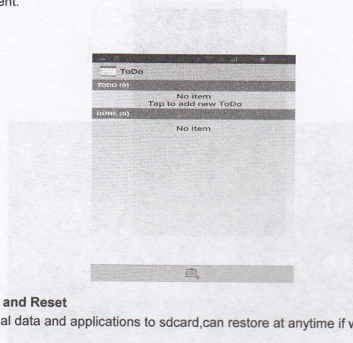 ent.
ToDo
TODO (0)
No item
Tap to add new ToDo
DONE (0)
No item
and Reset
al data and applications to sdcard,can restore at anytime if w